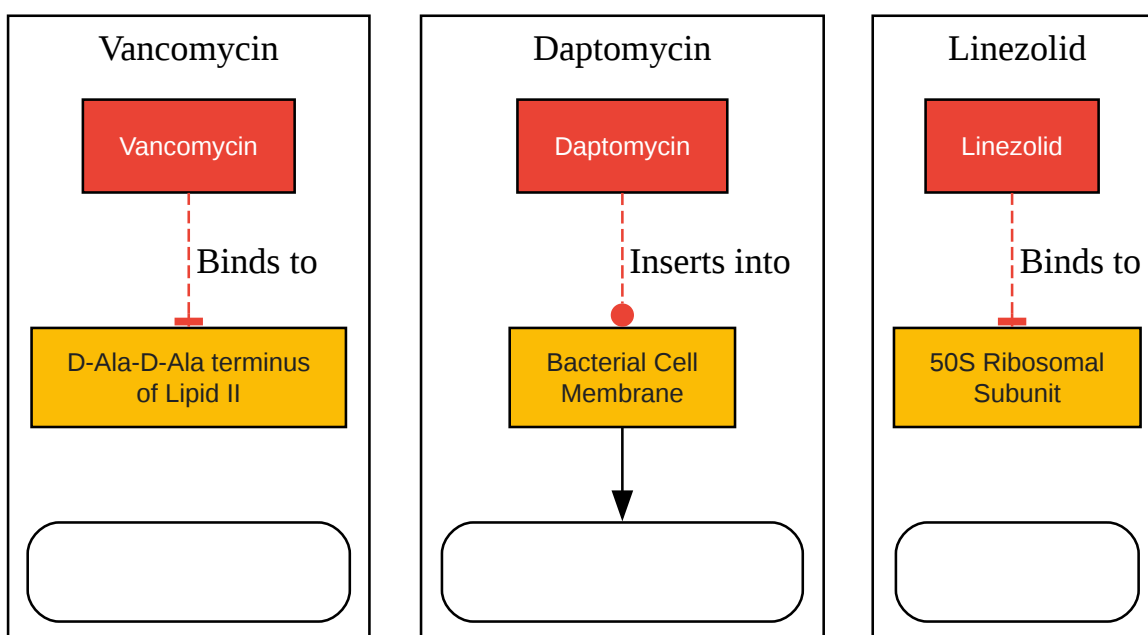 Vancomycin
Vancomycin
Binds to
D-Ala-D-Ala terminus
of Lipid II
Daptomycin
Daptomycin
Inserts into
Bacterial Cell
Membrane
Linezolid
Linezolid
Binds to
50S Ribosomal
Subunit